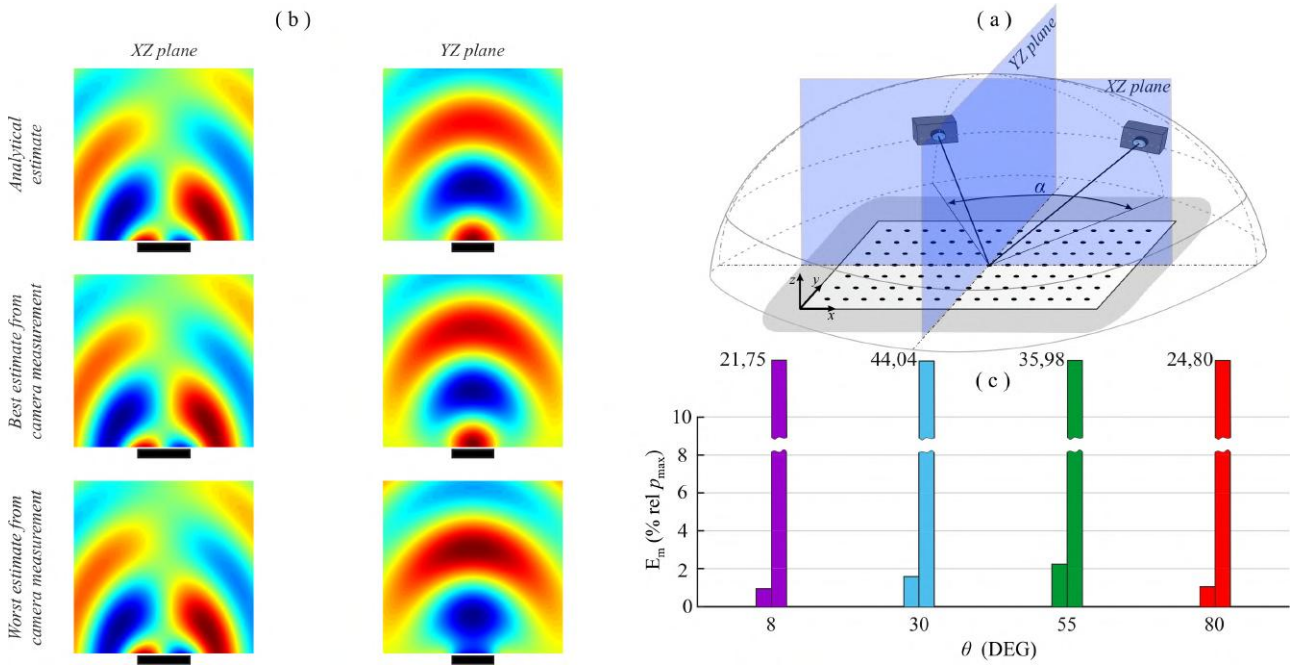 ( b )
XZ plane
YZ plane
Analytical
estimate
Best estimate from
camera measurement
Worst estimate from
camera measurement
( a )
YZ plane
XZ plane
α
z
y
x
21,75
44,04
35,98
24,80
( c )
E_m (% rel p_max)
10
8
6
4
2
0
8
30
55
80
θ (DEG)